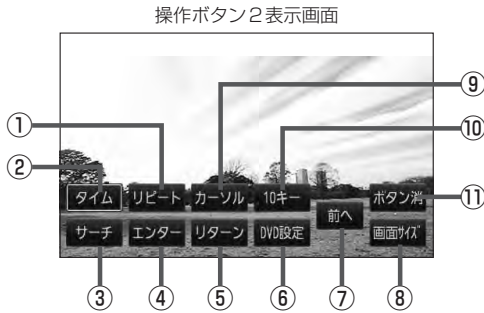 操作ボタン２表示画面
⑨
①
⑩
②
タイム リピート カーソル 10キー ボタン消
⑪
前へ
サーチ エンター リターン DVD設定 画面ｻｲｽﾞ
③ ④ ⑤ ⑥ ⑦ ⑧